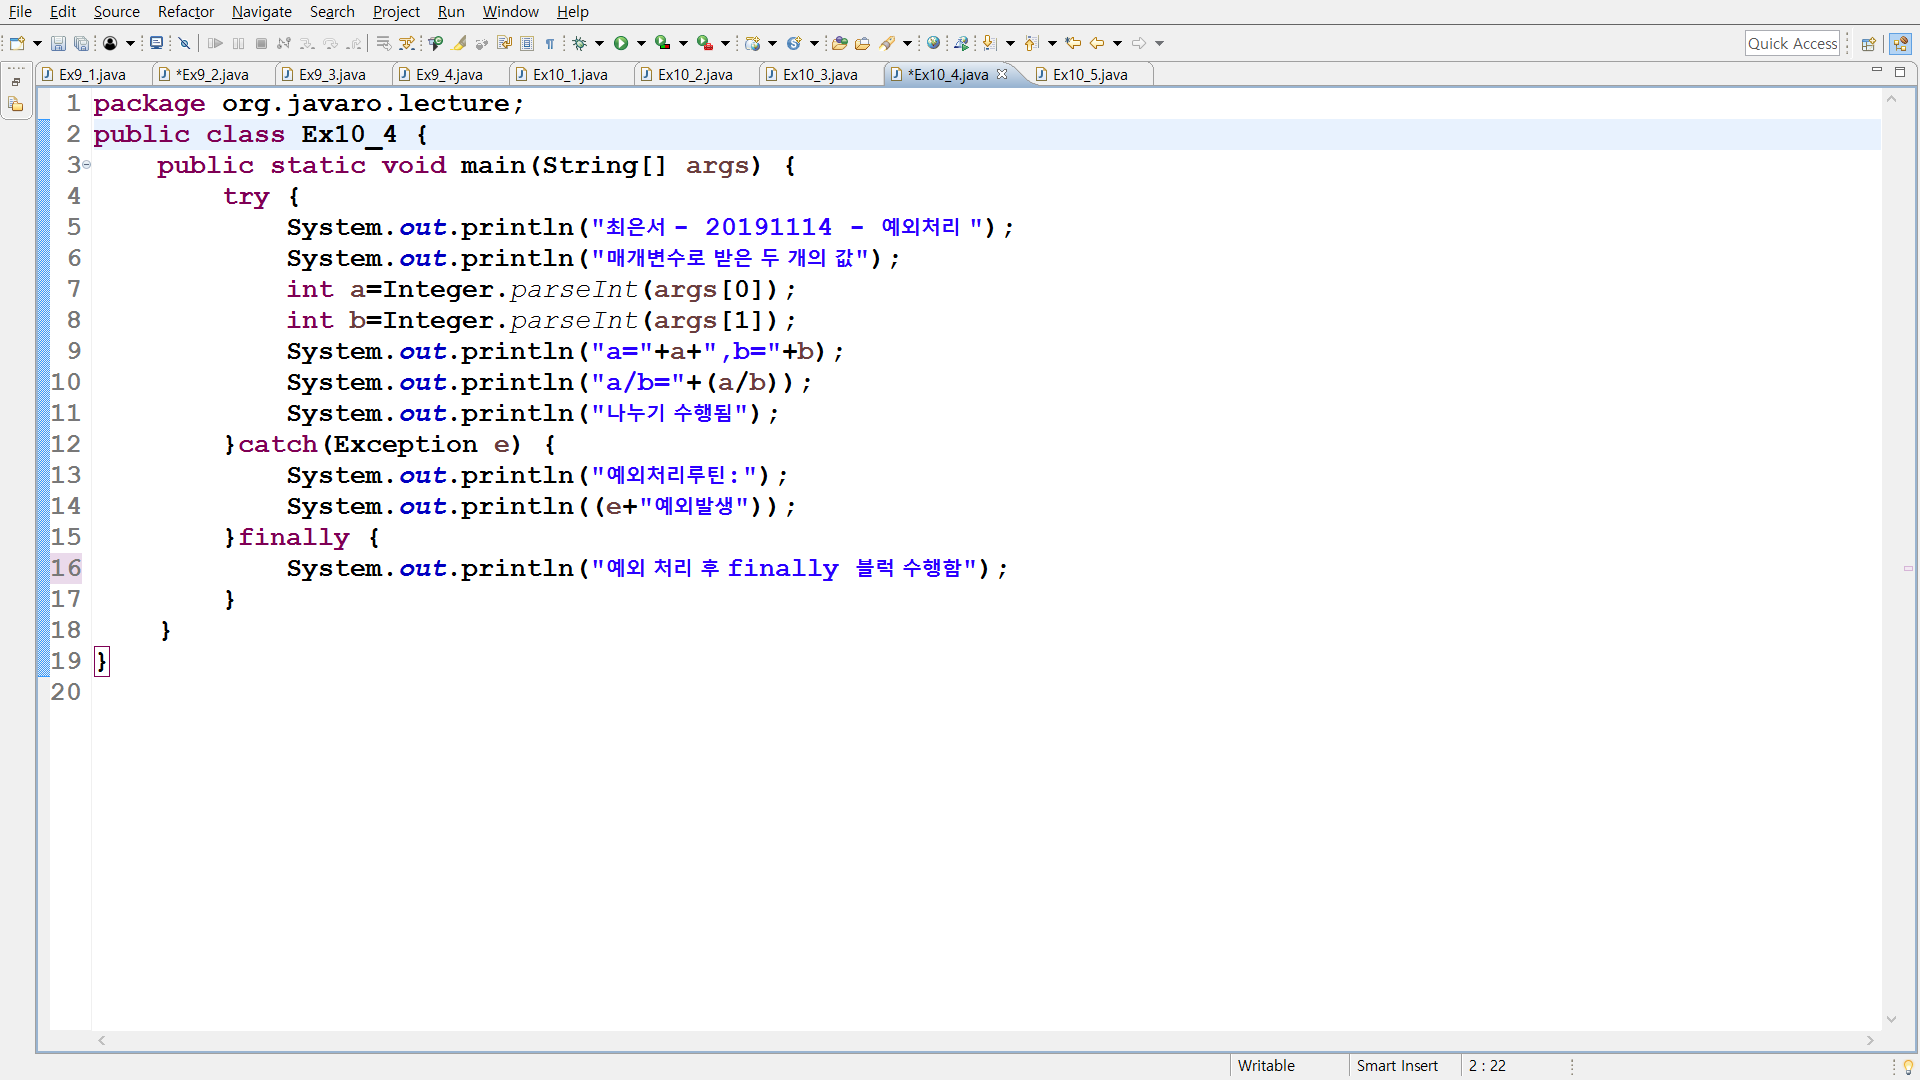 File Edit Source Refactor Navigate Search Project Run Window Help
Quick Access
Ex9_1.java *Ex9_2.java Ex9_3.java Ex9_4.java Ex10_1.java Ex10_2.java Ex10_3.java *Ex10_4.java Ex10_5.java
1 package org.javaro.lecture;
2 public class Ex10_4 {
3 public static void main(String[] args) {
4 try {
5 System.out.println("최은서 - 20191114 - 예외처리 ");
6 System.out.println("매개변수로 받은 두 개의 값");
7 int a=Integer.parseInt(args[0]);
8 int b=Integer.parseInt(args[1]);
9 System.out.println("a="+a+",b="+b);
10 System.out.println("a/b="+(a/b));
11 System.out.println("나누기 수행됨");
12 }catch(Exception e) {
13 System.out.println("예외처리루틴:");
14 System.out.println((e+"예외발생"));
15 }finally {
16 System.out.println("예외 처리 후 finally 블럭 수행함");
17 }
18 }
19 }
20
Writable Smart Insert 2 : 22